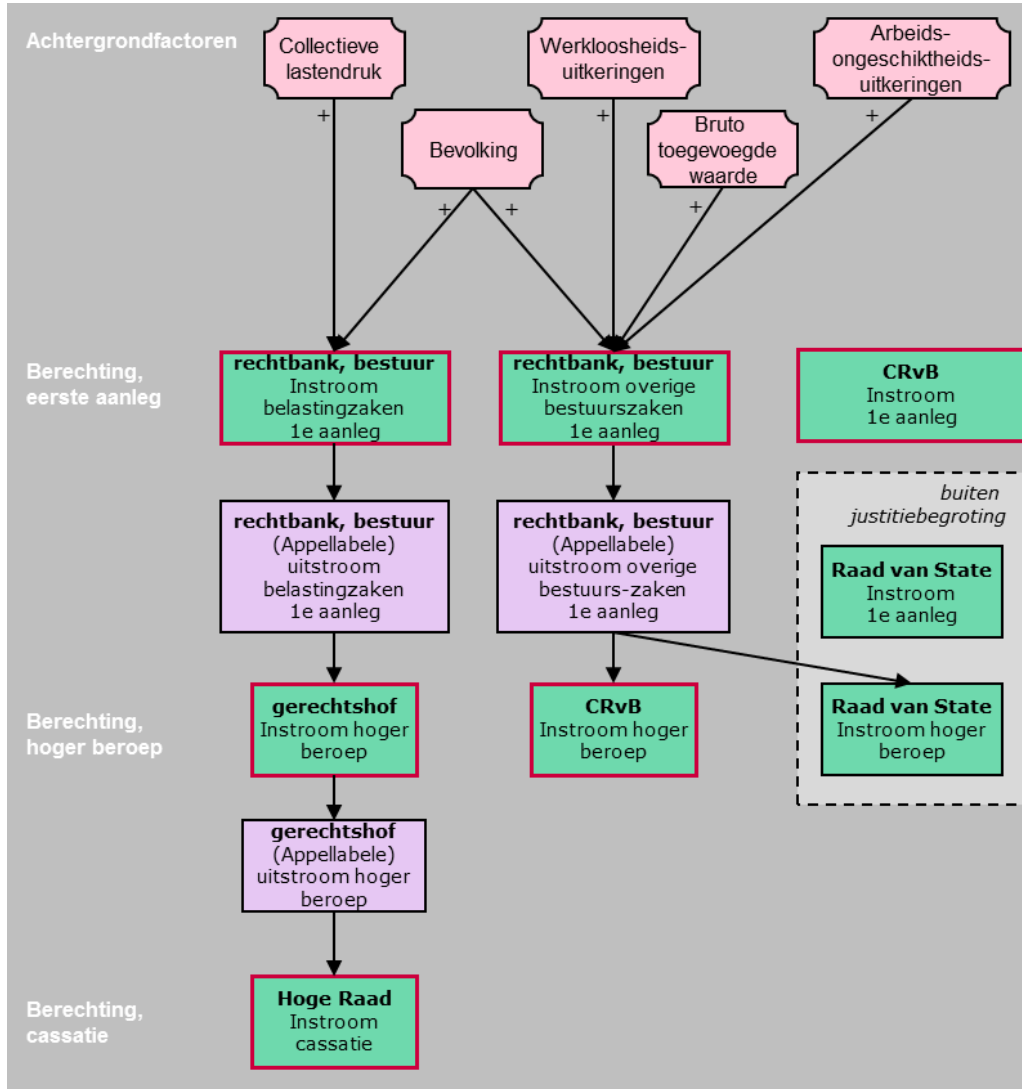 Achtergrondfactoren
Collectieve
lastendruk
Werkloosheids-
uitkeringen
Arbeids-
ongeschiktheids-
uitkeringen
+
+
+
Bevolking
Bruto
toegevoegde
waarde
+
+
+
Berechting,
eerste aanleg
rechtbank, bestuur
Instroom
belastingzaken
1e aanleg
rechtbank, bestuur
Instroom overige
bestuurszaken
1e aanleg
CRvB
Instroom
1e aanleg
rechtbank, bestuur
(Appellabele)
uitstroom
belastingzaken
1e aanleg
rechtbank, bestuur
(Appellabele)
uitstroom overige
bestuurs-zaken
1e aanleg
buiten
justitiebegroting
Raad van State
Instroom
1e aanleg
Berechting,
hoger beroep
gerechtshof
Instroom hoger
beroep
CRvB
Instroom hoger
beroep
Raad van State
Instroom hoger
beroep
gerechtshof
(Appellabele)
uitstroom hoger
beroep
Berechting,
cassatie
Hoge Raad
Instroom
cassatie